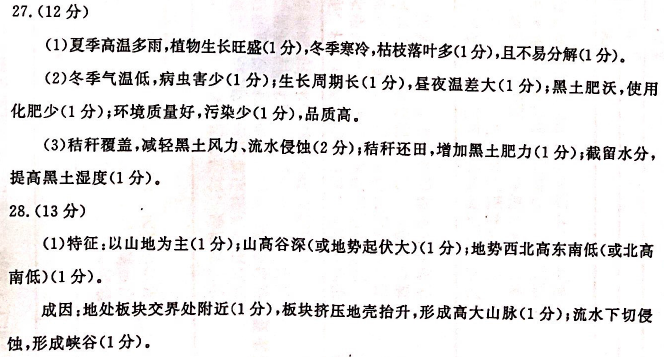 27.(12分)
(1)夏季高温多雨,植物生长旺盛(1分),冬季寒冷,枯枝落叶多(1分),且不易分解(1分)。
(2)冬季气温低,病虫害少(1分);生长周期长(1分),昼夜温差大(1分);黑土肥沃,使用
化肥少(1分);环境质量好,污染少(1分),品质高。
(3)秸秆覆盖,减轻黑土风力、流水侵蚀(2分);秸秆还田,增加黑土肥力(1分);截留水分,
提高黑土湿度(1分)。
28.(13分)
(1)特征:以山地为主(1分);山高谷深(或地势起伏大)(1分);地势西北高东南低(或北高
南低)(1分)。
成因:地处板块交界处附近(1分),板块挤压地壳抬升,形成高大山脉(1分);流水下切侵
蚀,形成峡谷(1分)。